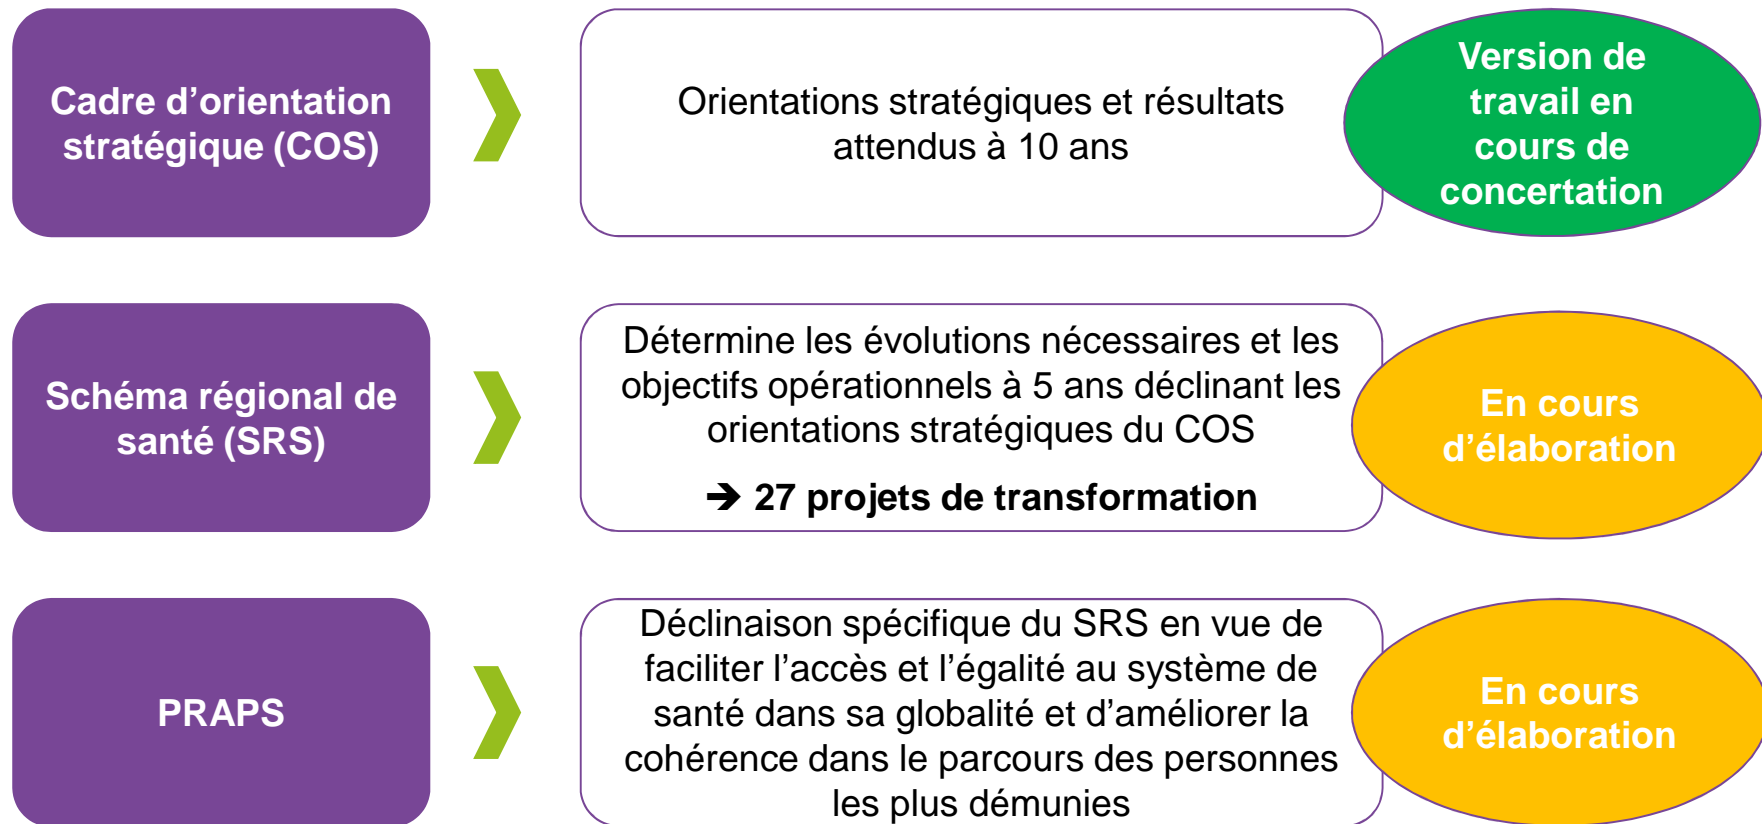 Cadre d’orientation
stratégique (COS)
Orientations stratégiques et résultats
attendus à 10 ans
Version de
travail en
cours de
concertation
Schéma régional de
santé (SRS)
Détermine les évolutions nécessaires et les
objectifs opérationnels à 5 ans déclinant les
orientations stratégiques du COS
➔ 27 projets de transformation
En cours
d’élaboration
PRAPS
Déclinaison spécifique du SRS en vue de
faciliter l’accès et l’égalité au système de
santé dans sa globalité et d’améliorer la
cohérence dans le parcours des personnes
les plus démunies
En cours
d’élaboration